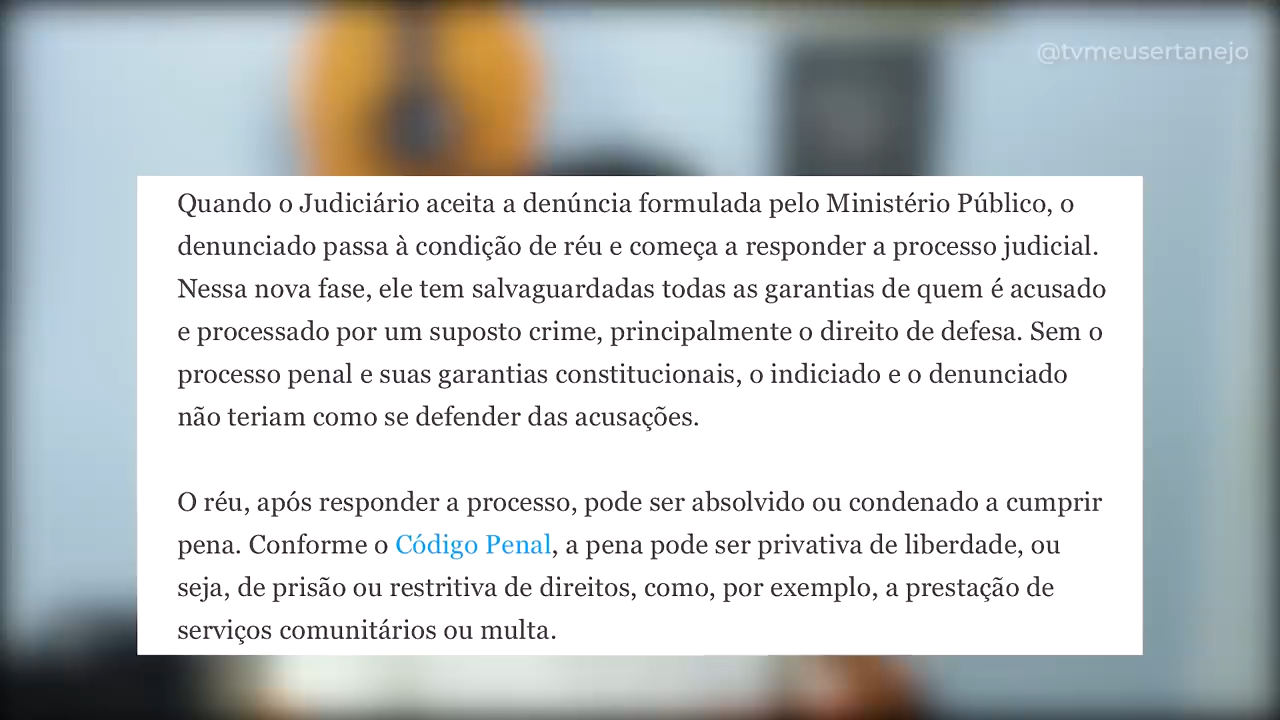 @tvmeusertanejo
Quando o Judiciário aceita a denúncia formulada pelo Ministério Público, o
denunciado passa à condição de réu e começa a responder a processo judicial.
Nessa nova fase, ele tem salvaguardadas todas as garantias de quem é acusado
e processado por um suposto crime, principalmente o direito de defesa. Sem o
processo penal e suas garantias constitucionais, o indiciado e o denunciado
não teriam como se defender das acusações.
O réu, após responder a processo, pode ser absolvido ou condenado a cumprir
pena. Conforme o Código Penal, a pena pode ser privativa de liberdade, ou
seja, de prisão ou restritiva de direitos, como, por exemplo, a prestação de
serviços comunitários ou multa.